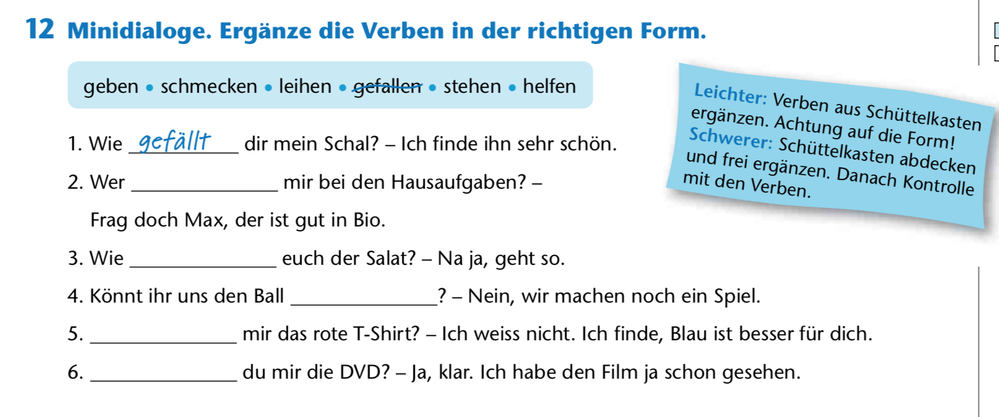 12 Minidialoge. Ergänze die Verben in der richtigen Form.
geben • schmecken • leihen • gefallen • stehen • helfen
Leichter: Verben aus Schüttelkasten
ergänzen. Achtung auf die Form!
Schwerer: Schüttelkasten abdecken
und frei ergänzen. Danach Kontrolle
mit den Verben.
1. Wie gefällt dir mein Schal? – Ich finde ihn sehr schön.
2. Wer ______________ mir bei den Hausaufgaben? –
Frag doch Max, der ist gut in Bio.
3. Wie ______________ euch der Salat? – Na ja, geht so.
4. Könnt ihr uns den Ball ______________? – Nein, wir machen noch ein Spiel.
5. ______________ mir das rote T-Shirt? – Ich weiss nicht. Ich finde, Blau ist besser für dich.
6. ______________ du mir die DVD? – Ja, klar. Ich habe den Film ja schon gesehen.